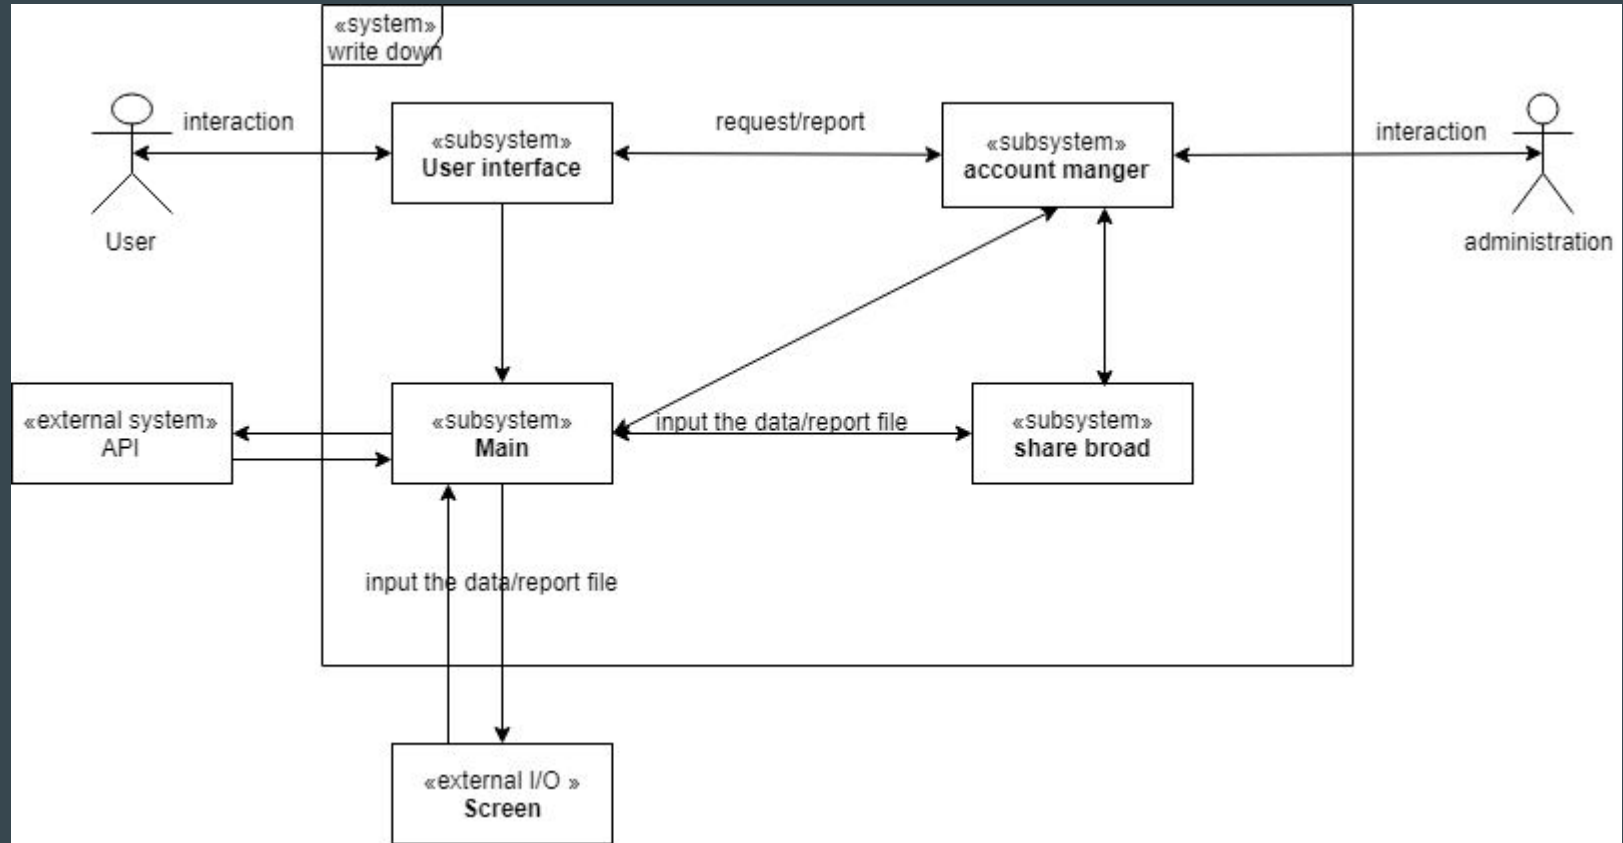 «system»
write down
interaction
«subsystem»
User interface
request/report
«subsystem»
account manger
interaction
User
administration
«external system»
API
«subsystem»
Main
input the data/report file
«subsystem»
share broad
input the data/report file
«external I/O »
Screen